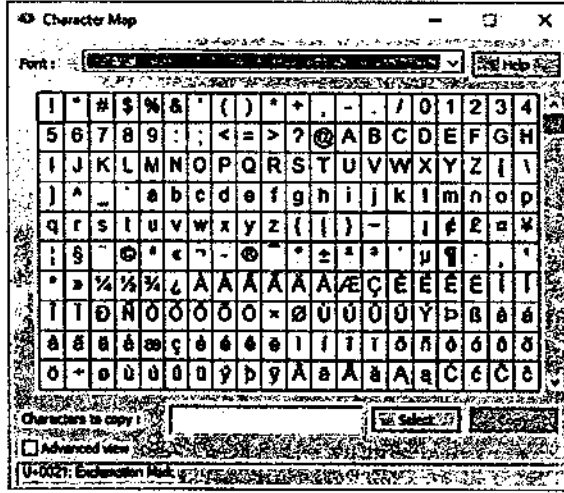 Character Map
Font :
Help
! " # $ % & ' ( ) * + , - . / 0 1 2 3 4
5 6 7 8 9 : ; < = > ? @ A B C D E F G H
I J K L M N O P Q R S T U V W X Y Z [ \
] ^ _ ` a b c d e f g h i j k l m n o p
q r s t u v w x y z { | } ~ ¡ ¢ £ ¤ ¥
¦ § ¨ © ª « ¬ - ® ¯ ° ± ² ³ ´ µ ¶ · ¸ ¹
º » ¼ ½ ¾ ¿ À Á Â Ã Ä Å Æ Ç È É Ê Ë Ì Í
Î Ï Ð Ñ Ò Ó Ô Õ Ö × Ø Ù Ú Û Ü Ý Þ ß à á
â ã ä å æ ç è é ê ë ì í î ï ð ñ ò ó ô õ
ö ÷ ø ù ú û ü ý þ ÿ Ā ā Ă ă Ą ą Ć ć Ĉ ĉ
Characters to copy :
Select
Copy
Advanced view
U+0021: Exclamation Mark